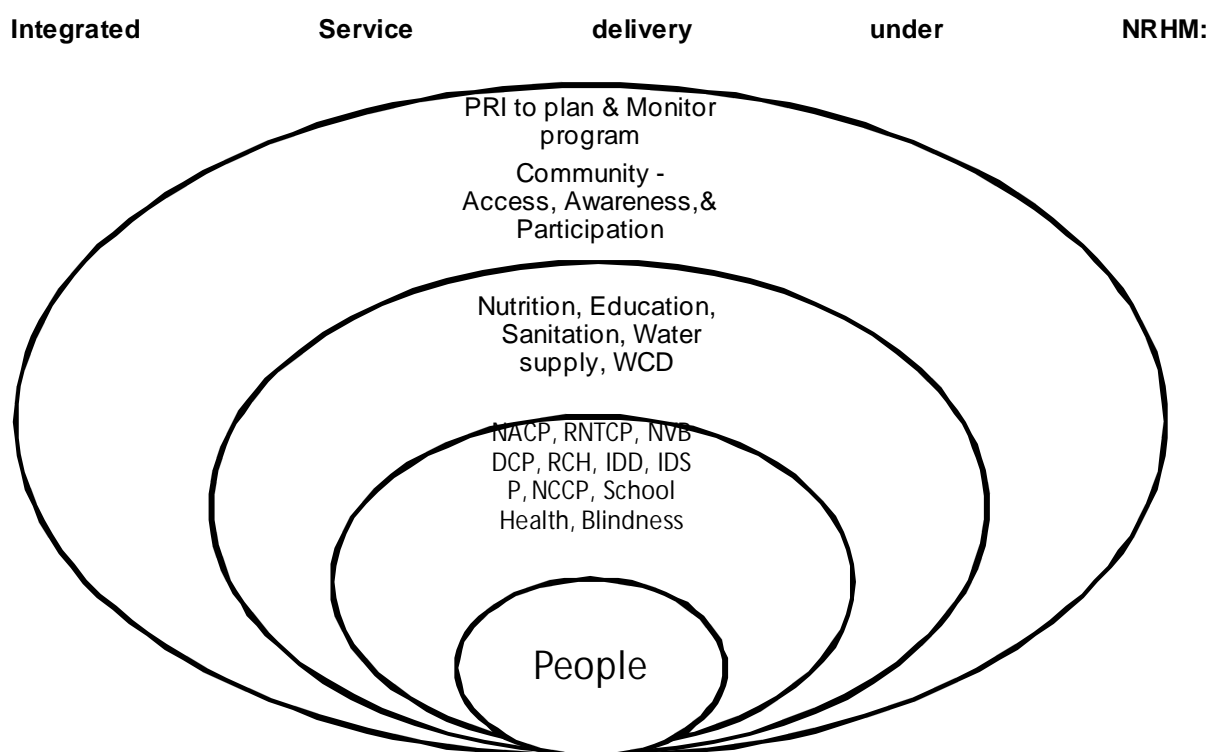 Integrated Service delivery under NRHM:
PRI to plan & Monitor
program
Community -
Access, Awareness,&
Participation
Nutrition, Education,
Sanitation, Water
supply, WCD
NACP, RNTCP, NVB
DCP, RCH, IDD, IDS
P, NCCP, School
Health, Blindness
People